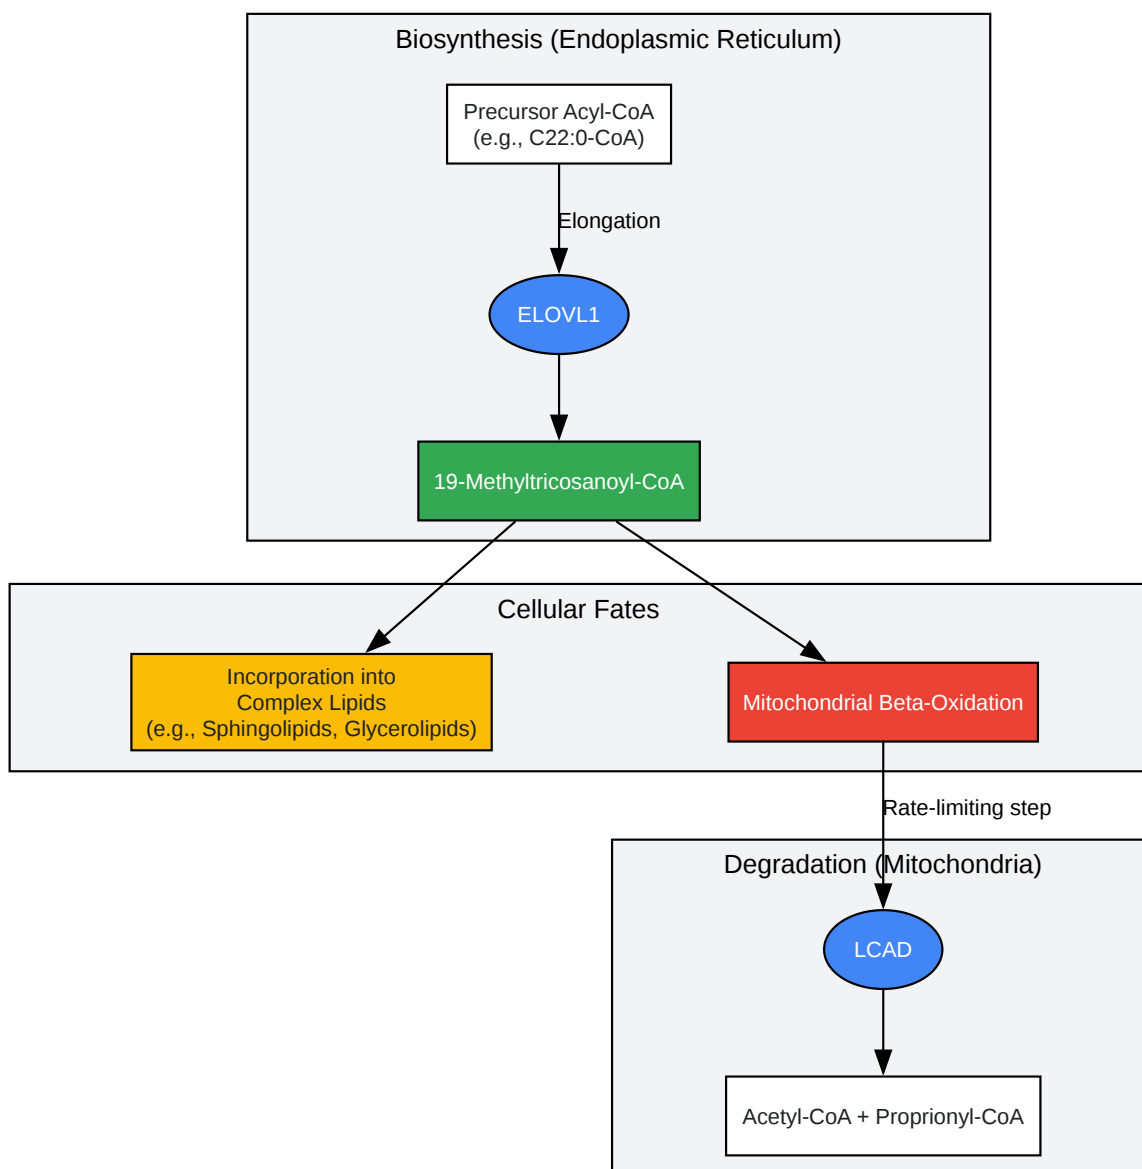 Biosynthesis (Endoplasmic Reticulum)
Precursor Acyl-CoA
(e.g., C22:0-CoA)
Elongation
ELOVL1
19-Methyltricosanoyl-CoA
Cellular Fates
Incorporation into
Complex Lipids
(e.g., Sphingolipids, Glycerolipids)
Mitochondrial Beta-Oxidation
Rate-limiting step
Degradation (Mitochondria)
LCAD
Acetyl-CoA + Proprionyl-CoA